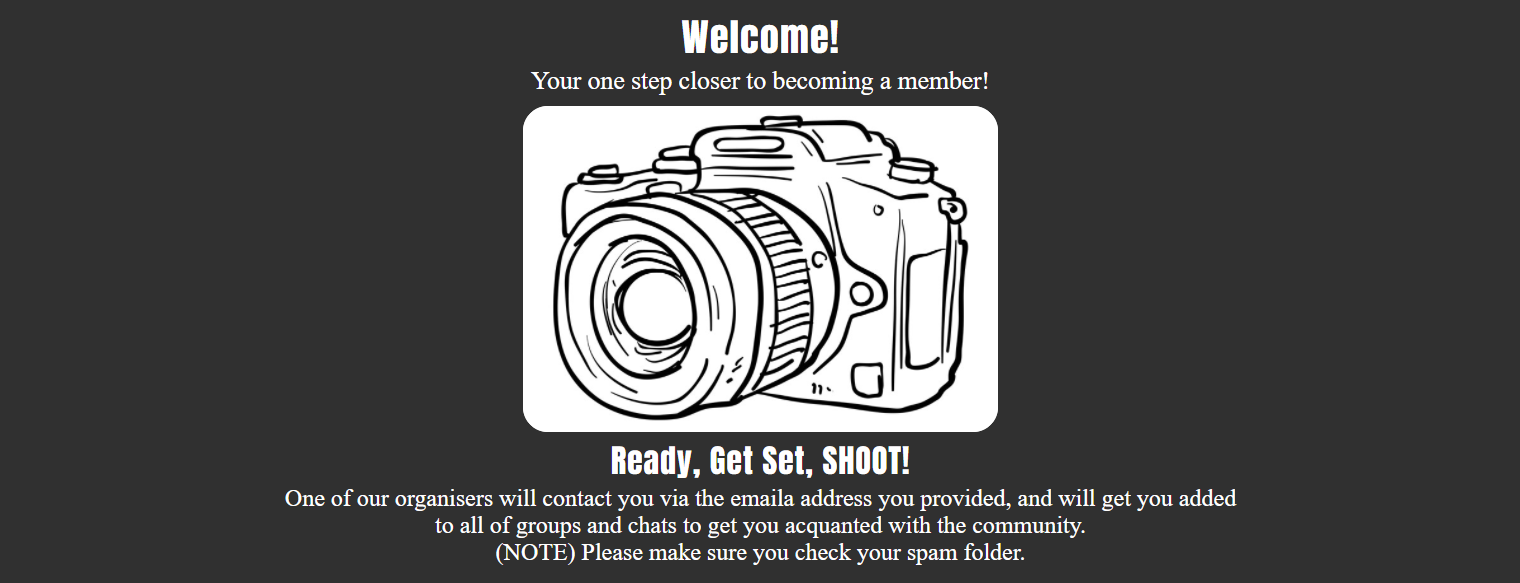 Welcome!
Your one step closer to becoming a member!
Ready, Get Set, SHOOT!
One of our organisers will contact you via the emaila address you provided, and will get you added
to all of groups and chats to get you acquanted with the community.
(NOTE) Please make sure you check your spam folder.